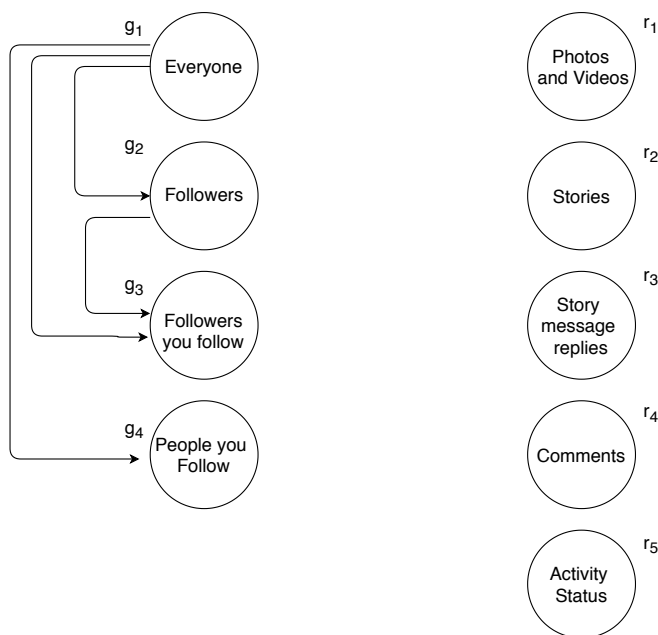 g1
Everyone
g2
Followers
g3
Followers
you follow
g4
People you
Follow
r1
Photos
and Videos
r2
Stories
r3
Story
message
replies
r4
Comments
r5
Activity
Status